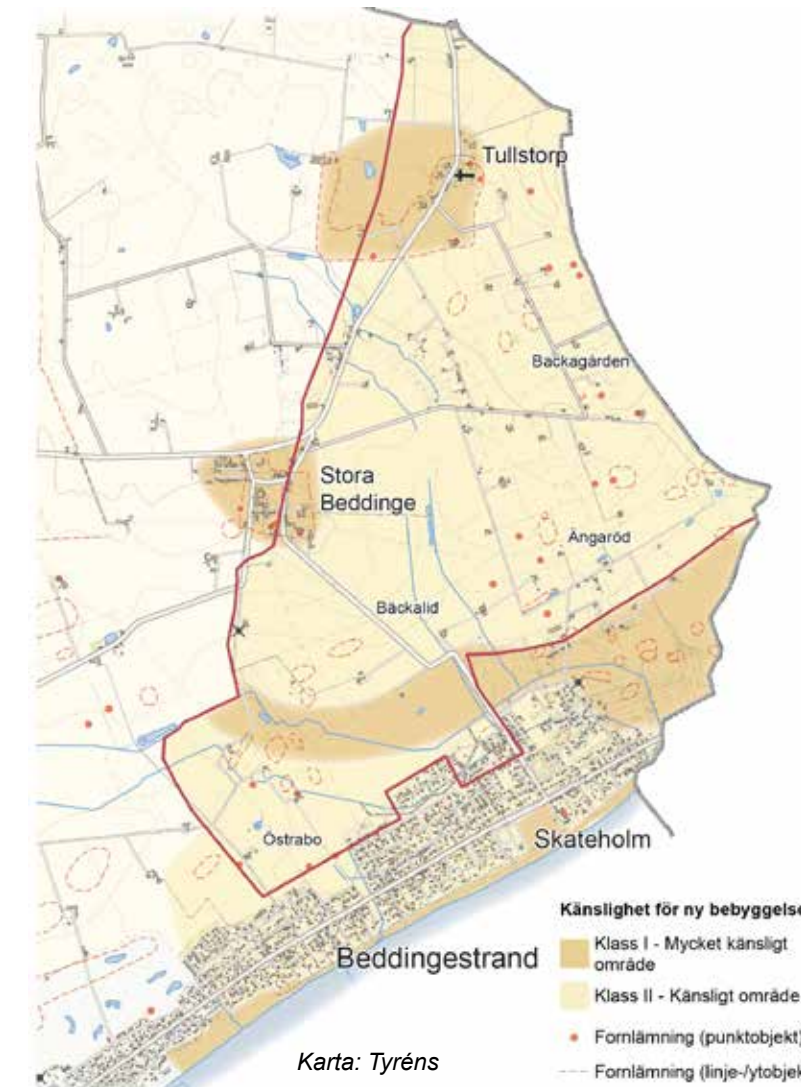 Tullstorp
Backagården
Stora
Beddinge
Ängaröd
Bäckalid
Östrabo
Skateholm
Beddingestrand
Känslighet för ny bebyggelse
Klass I - Mycket känsligt
område
Klass II - Känsligt område
Fornlämning (punktobjekt)
Fornlämning (linje-/ytobjek
Karta: Tyréns